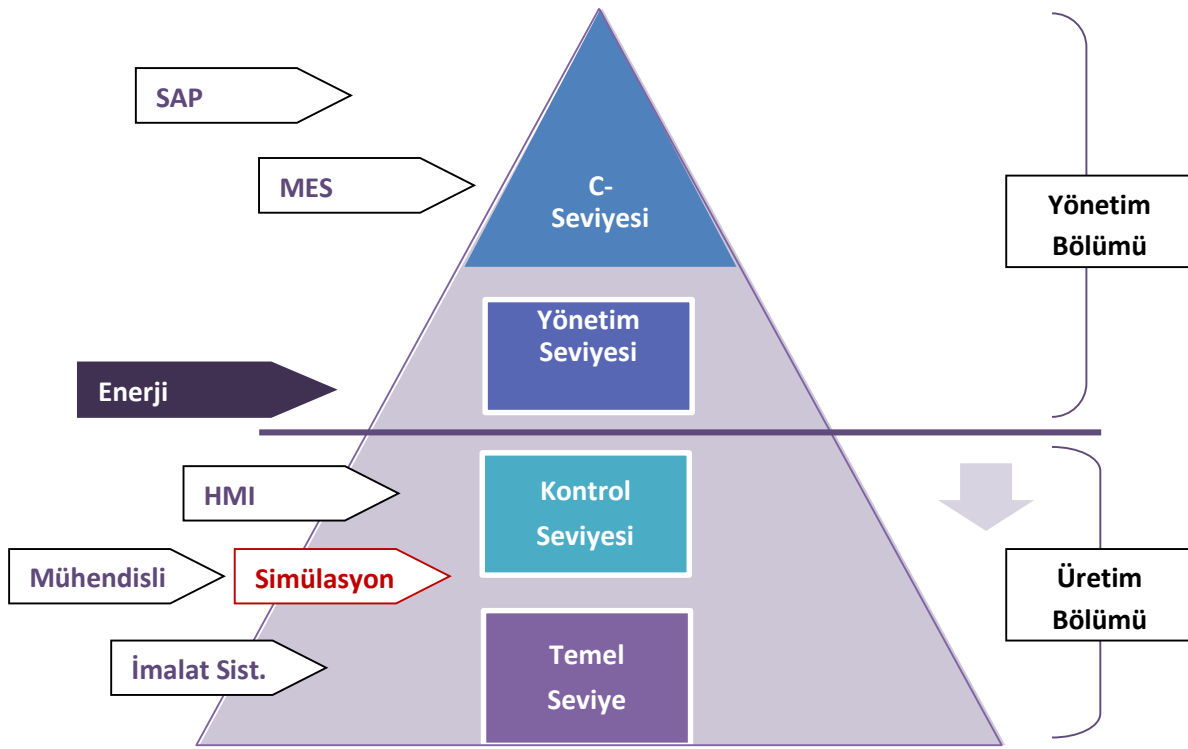 SAP
MES
C-
Seviyesi
Yönetim
Bölümü
Yönetim
Seviyesi
Enerji
HMI
Kontrol
Seviyesi
Mühendisli
Simülasyon
Üretim
Bölümü
İmalat Sist.
Temel
Seviye